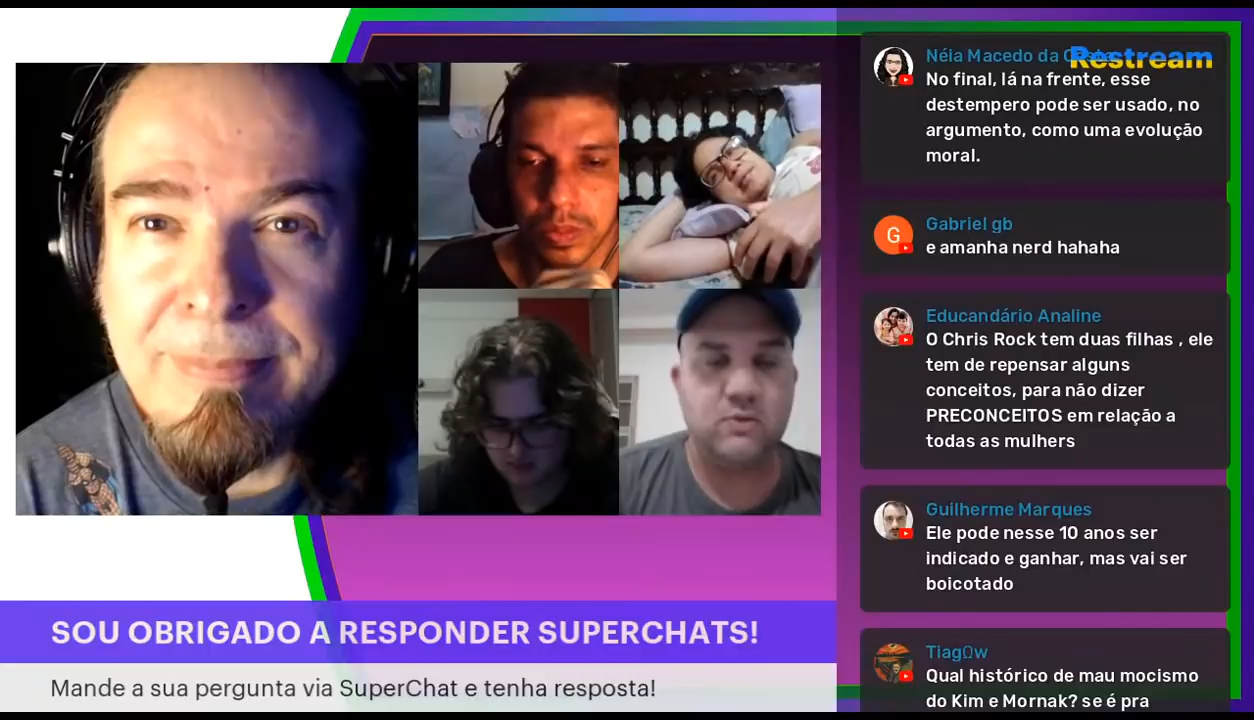 Néia Macedo da
Restream
No final, lá na frente, esse
destempero pode ser usado, no
argumento, como uma evolução
moral.
G
Gabriel gb
e amanha nerd hahaha
Educandário Analine
O Chris Rock tem duas filhas , ele
tem de repensar alguns
conceitos, para não dizer
PRECONCEITOS em relação a
todas as mulhers
Guilherme Marques
Ele pode nesse 10 anos ser
indicado e ganhar, mas vai ser
boicotado
TiagΩw
Qual histórico de mau mocismo
do Kim e Mornak? se é pra
SOU OBRIGADO A RESPONDER SUPERCHATS!
Mande a sua pergunta via SuperChat e tenha resposta!